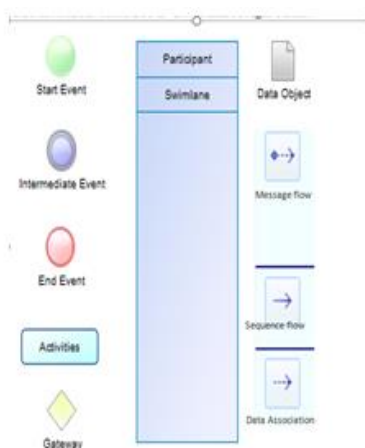 Start Event
Intermediate Event
End Event
Activities
Gateway
Participant
Swimlane
Data Object
Message flow
Sequence flow
Data Association